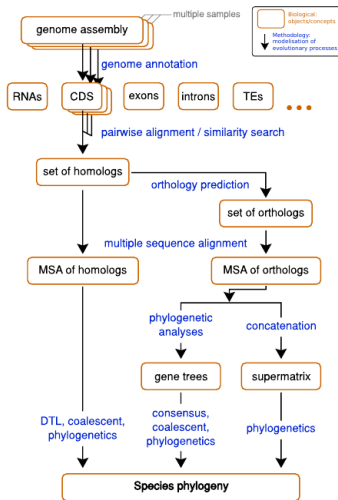 multiple samples
genome assembly
Biological:
objects/concepts
Methodology:
modelisation of
evolutionary processes
genome annotation
RNAs
CDS
exons
introns
TEs
pairwise alignment / similarity search
set of homologs
orthology prediction
set of orthologs
multiple sequence alignment
MSA of homologs
MSA of orthologs
phylogenetic
analyses
concatenation
gene trees
supermatrix
DTL, coalescent,
phylogenetics
consensus,
coalescent,
phylogenetics
phylogenetics
Species phylogeny